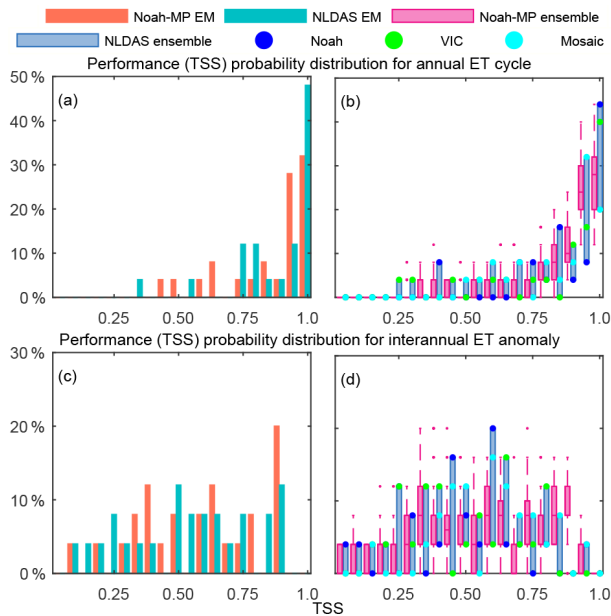 Noah-MP EM NLDAS EM Noah-MP ensemble
NLDAS ensemble Noah VIC Mosaic
Performance (TSS) probability distribution for annual ET cycle
50 %
(a) (b)
40 %
30 %
20 %
10 %
0 %
0.25 0.50 0.75 1.0 0.25 0.50 0.75 1.0
Performance (TSS) probability distribution for interannual ET anomaly
30 %
(c) (d)
20 %
10 %
0 %
0.25 0.50 0.75 1.0 0.25 0.50 0.75 1.0
TSS